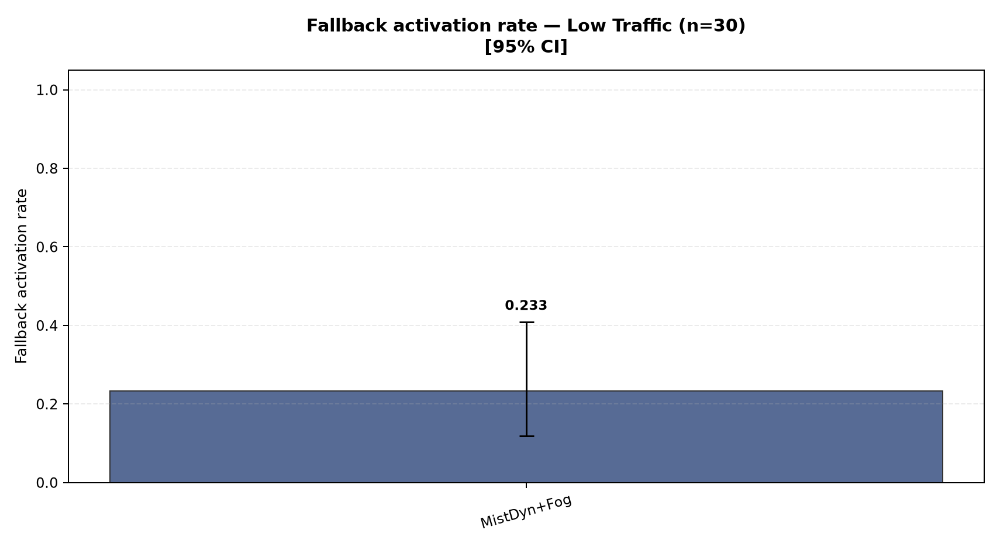 Fallback activation rate — Low Traffic (n=30)
[95% CI]
Fallback activation rate
1.0
0.8
0.6
0.4
0.2
0.0
0.233
MistDyn+Fog